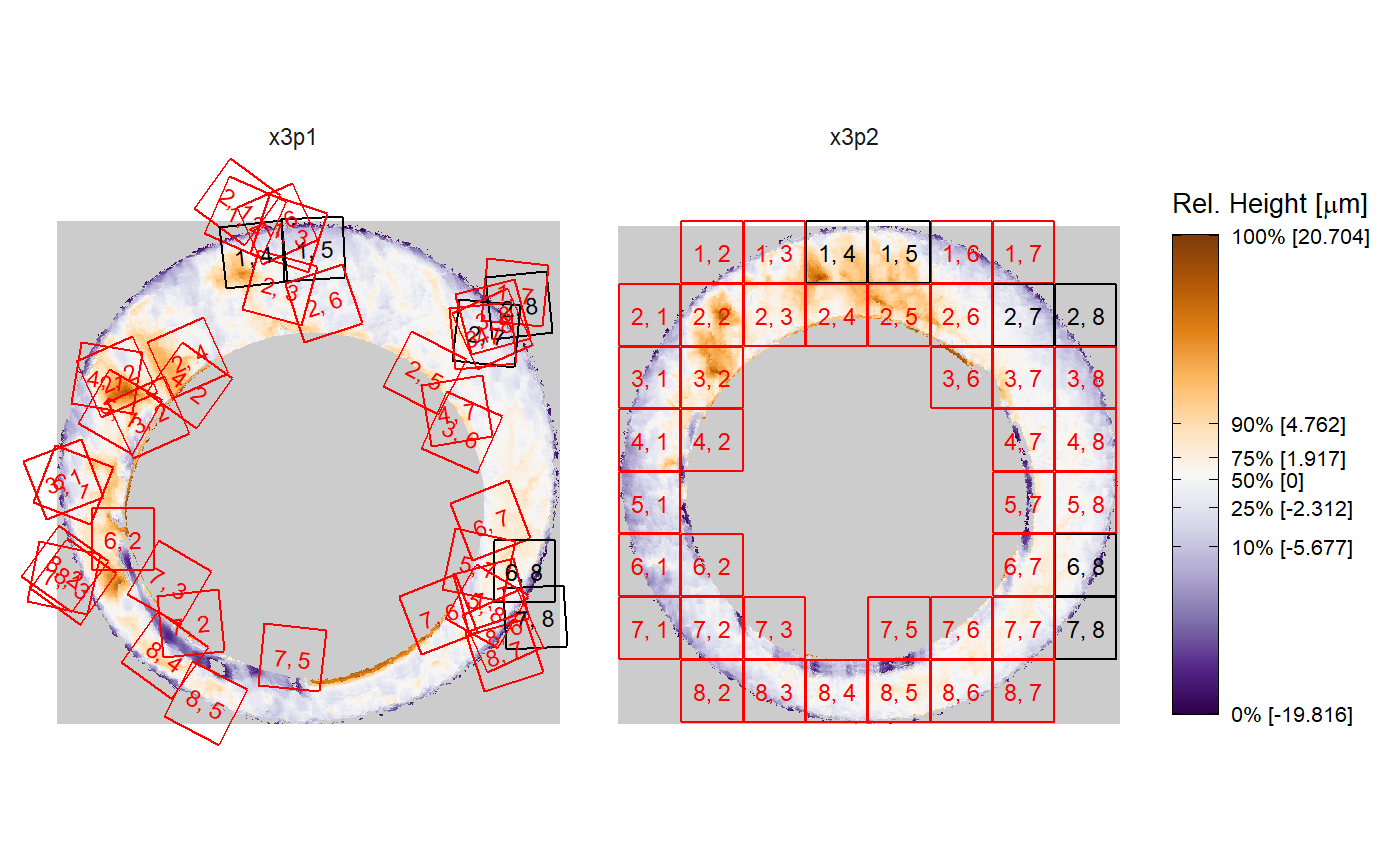 x3p1
x3p2
Rel. Height [μm]
100% [20.704]
90% [4.762]
75% [1.917]
50% [0]
25% [-2.312]
10% [-5.677]
0% [-19.816]
1, 4
1, 5
2, 3
2, 6
2, 4
2, 5
3, 6
6, 7
6, 2
6, 8
7, 3
7, 6
7, 8
7, 5
8, 4
8, 5
1, 2 1, 3 1, 4 1, 5 1, 6 1, 7
2, 1 2, 2 2, 3 2, 4 2, 5 2, 6 2, 7 2, 8
3, 1 3, 2 3, 6 3, 7 3, 8
4, 1 4, 2 4, 7 4, 8
5, 1 5, 7 5, 8
6, 1 6, 2 6, 7 6, 8
7, 1 7, 2 7, 3 7, 5 7, 6 7, 7 7, 8
8, 2 8, 3 8, 4 8, 5 8, 6 8, 7